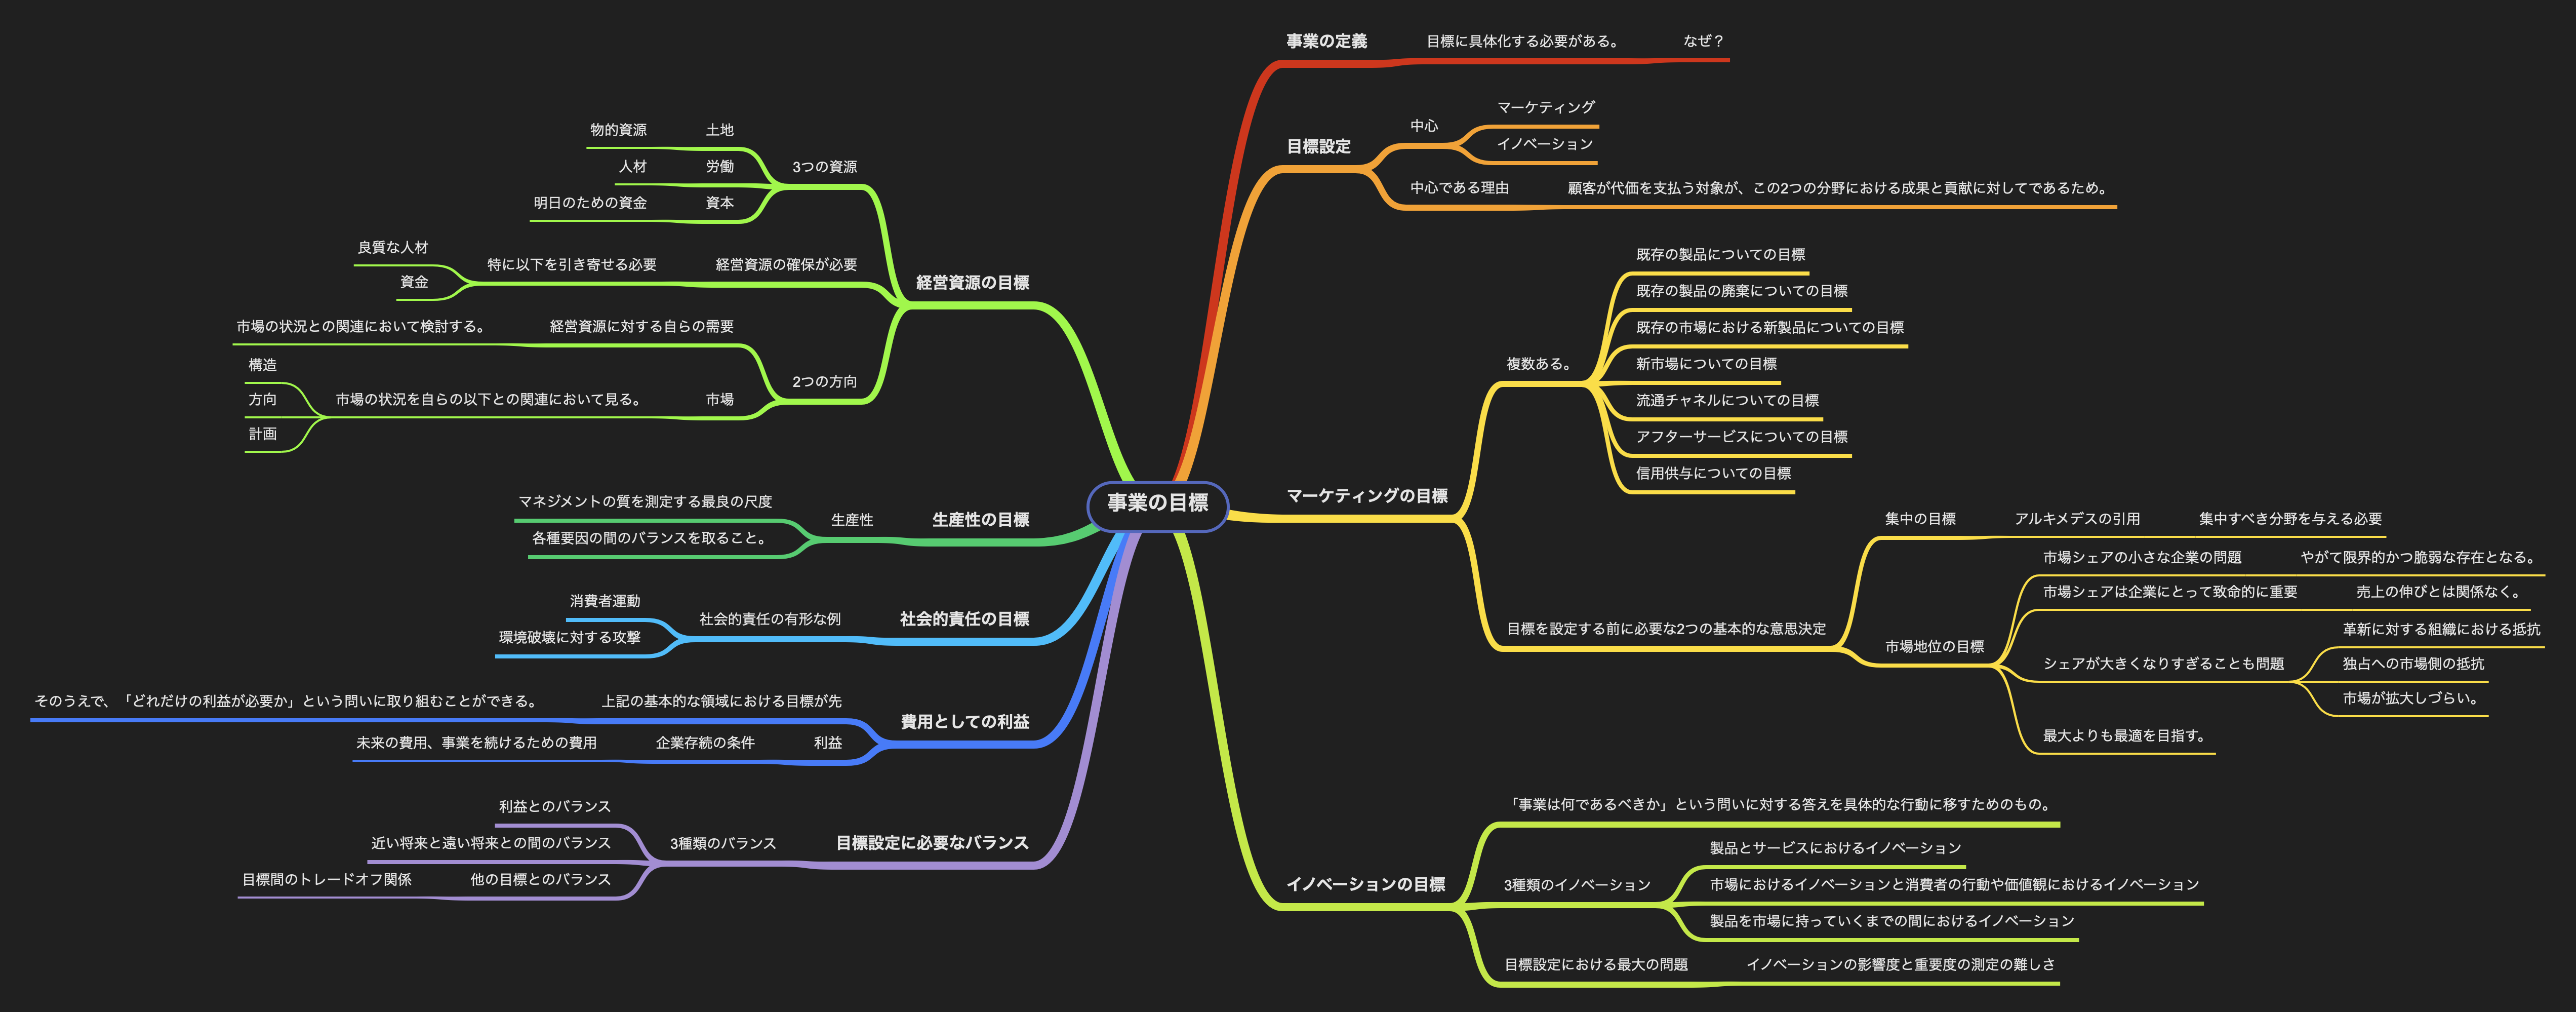 事業の目標
事業の定義
目標に具体化する必要がある。
なぜ？
目標設定
中心
マーケティング
イノベーション
中心である理由
顧客が代価を支払う対象が、この2つの分野における成果と貢献に対してであるため。
マーケティングの目標
複数ある。
既存の製品についての目標
既存の製品の廃棄についての目標
既存の市場における新製品についての目標
新市場についての目標
流通チャネルについての目標
アフターサービスについての目標
信用供与についての目標
目標を設定する前に必要な2つの基本的な意思決定
集中の目標
アルキメデスの引用
集中すべき分野を与える必要
市場地位の目標
市場シェアの小さな企業の問題
やがて限界的かつ脆弱な存在となる。
市場シェアは企業にとって致命的に重要
売上の伸びとは関係なく。
シェアが大きくなりすぎることも問題
革新に対する組織における抵抗
独占への市場側の抵抗
市場が拡大しづらい。
最大よりも最適を目指す。
イノベーションの目標
「事業は何であるべきか」という問いに対する答えを具体的な行動に移すためのもの。
3種類のイノベーション
製品とサービスにおけるイノベーション
市場におけるイノベーションと消費者の行動や価値観におけるイノベーション
製品を市場に持っていくまでの間におけるイノベーション
目標設定における最大の問題
イノベーションの影響度と重要度の測定の難しさ
経営資源の目標
3つの資源
土地
物的資源
労働
人材
資本
明日のための資金
経営資源の確保が必要
特に以下を引き寄せる必要
良質な人材
資金
2つの方向
経営資源に対する自らの需要
市場の状況との関連において検討する。
市場
市場の状況を自らの以下との関連において見る。
構造
方向
計画
生産性の目標
生産性
マネジメントの質を測定する最良の尺度
各種要因の間のバランスを取ること。
社会的責任の目標
社会的責任の有形な例
消費者運動
環境破壊に対する攻撃
費用としての利益
上記の基本的な領域における目標が先
そのうえで、「どれだけの利益が必要か」という問いに取り組むことができる。
利益
企業存続の条件
未来の費用、事業を続けるための費用
目標設定に必要なバランス
3種類のバランス
利益とのバランス
近い将来と遠い将来との間のバランス
他の目標とのバランス
目標間のトレードオフ関係